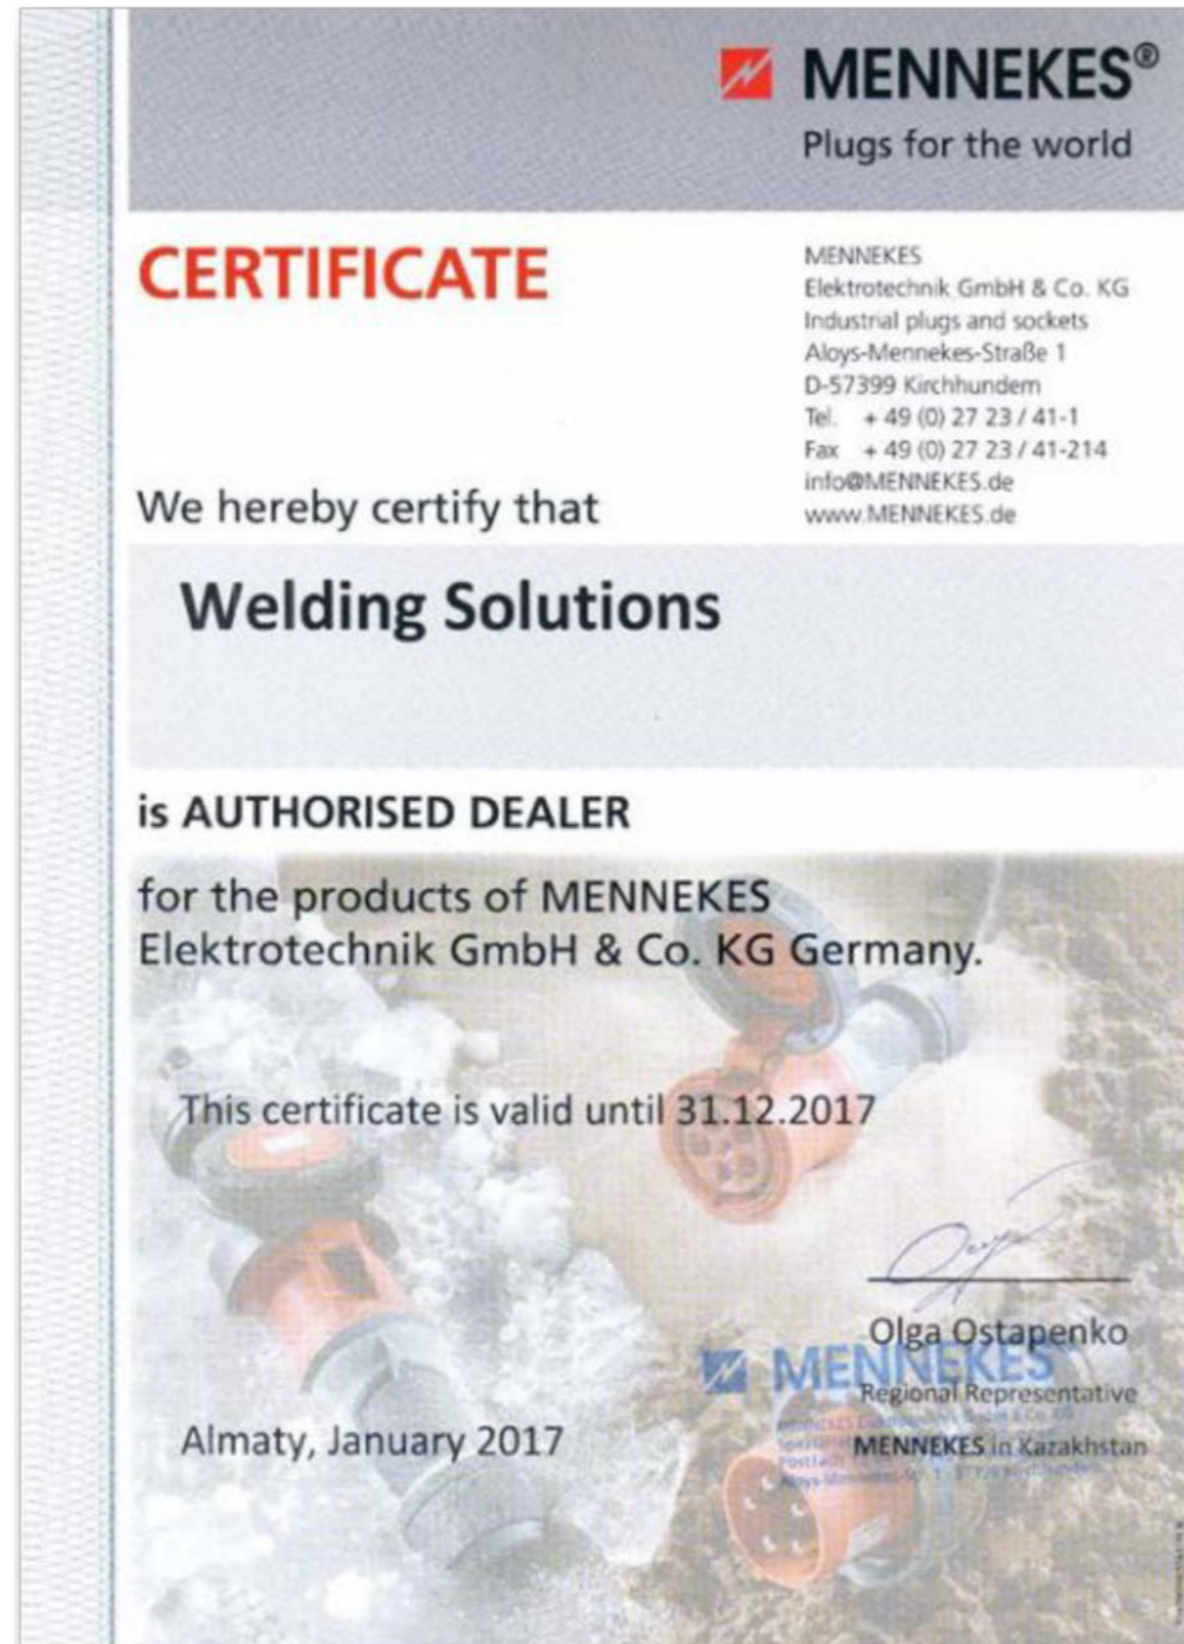 MENNEKES®
Plugs for the world
CERTIFICATE
MENNEKES
Elektrotechnik GmbH & Co. KG
Industrial plugs and sockets
Aloys-Mennekes-Straße 1
D-57399 Kirchhundem
Tel. + 49 (0) 27 23 / 41-1
Fax + 49 (0) 27 23 / 41-214
info@MENNEKES.de
www.MENNEKES.de
We hereby certify that
Welding Solutions
is AUTHORISED DEALER
for the products of MENNEKES
Elektrotechnik GmbH & Co. KG Germany.
This certificate is valid until 31.12.2017
Olga Ostapenko
MENNEKES
Regional Representative
MENNEKES in Kazakhstan
Almaty, January 2017